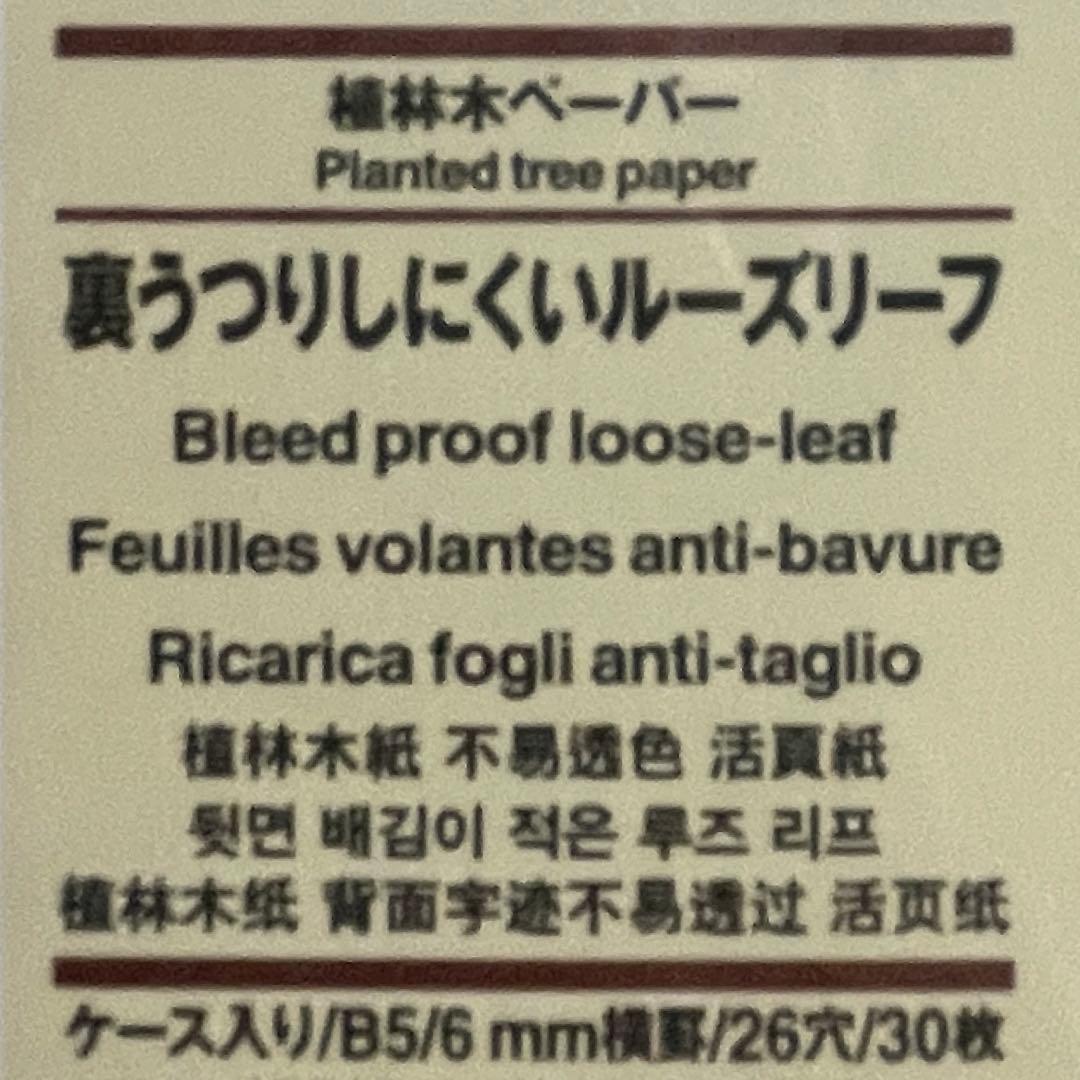 植林木ペーパー
Planted tree paper
裏うつりしにくいルーズリーフ
Bleed proof loose-leaf
Feuilles volantes anti-bavure
Ricarica fogli anti-taglio
植林木紙 不易透色 活頁紙
뒷면 배김이 적은 루즈 리프
植林木纸 背面字迹不易透过 活页纸
ケース入り/B5/6 mm横罫/26穴/30枚